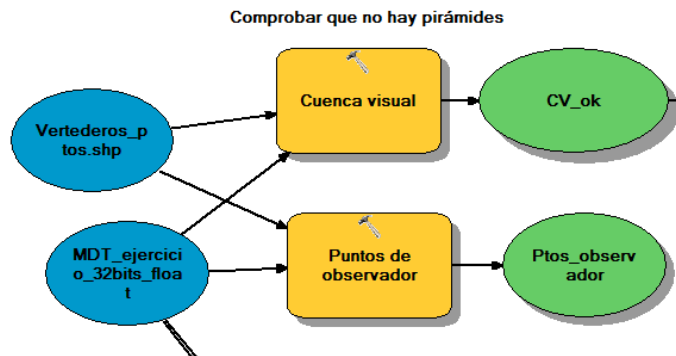 Comprobar que no hay pirámides
Cuenca visual
CV_ok
Vertederos_p
tos.shp
MDT_ejercici
o_32bits_floa
t
Puntos de
observador
Ptos_observ
ador